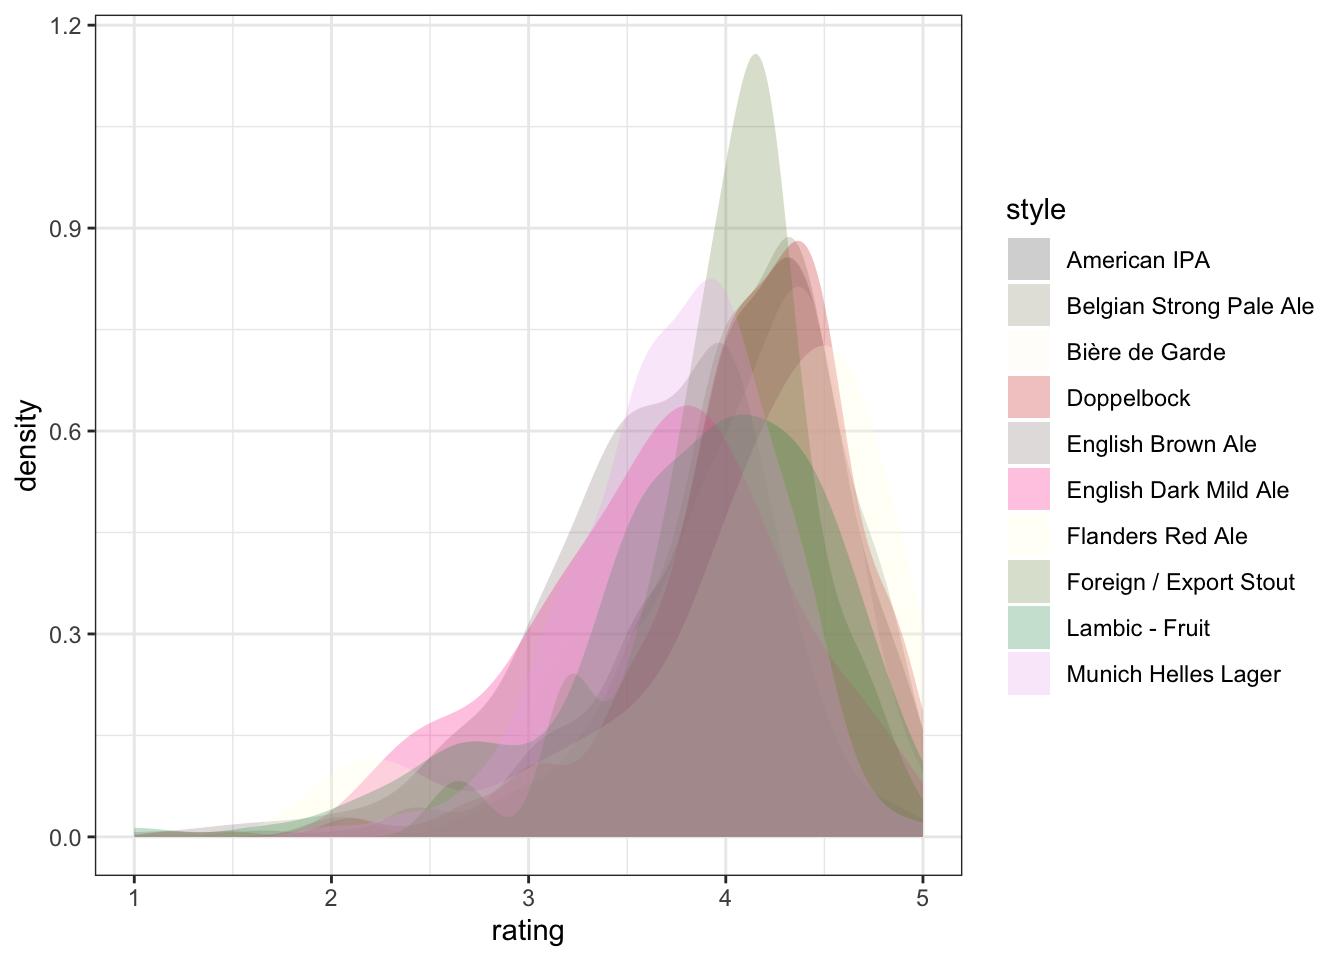 1.2
0.9
0.6
0.3
0.0
density
1 2 3 4 5
rating
style
American IPA
Belgian Strong Pale Ale
Bière de Garde
Doppelbock
English Brown Ale
English Dark Mild Ale
Flanders Red Ale
Foreign / Export Stout
Lambic - Fruit
Munich Helles Lager